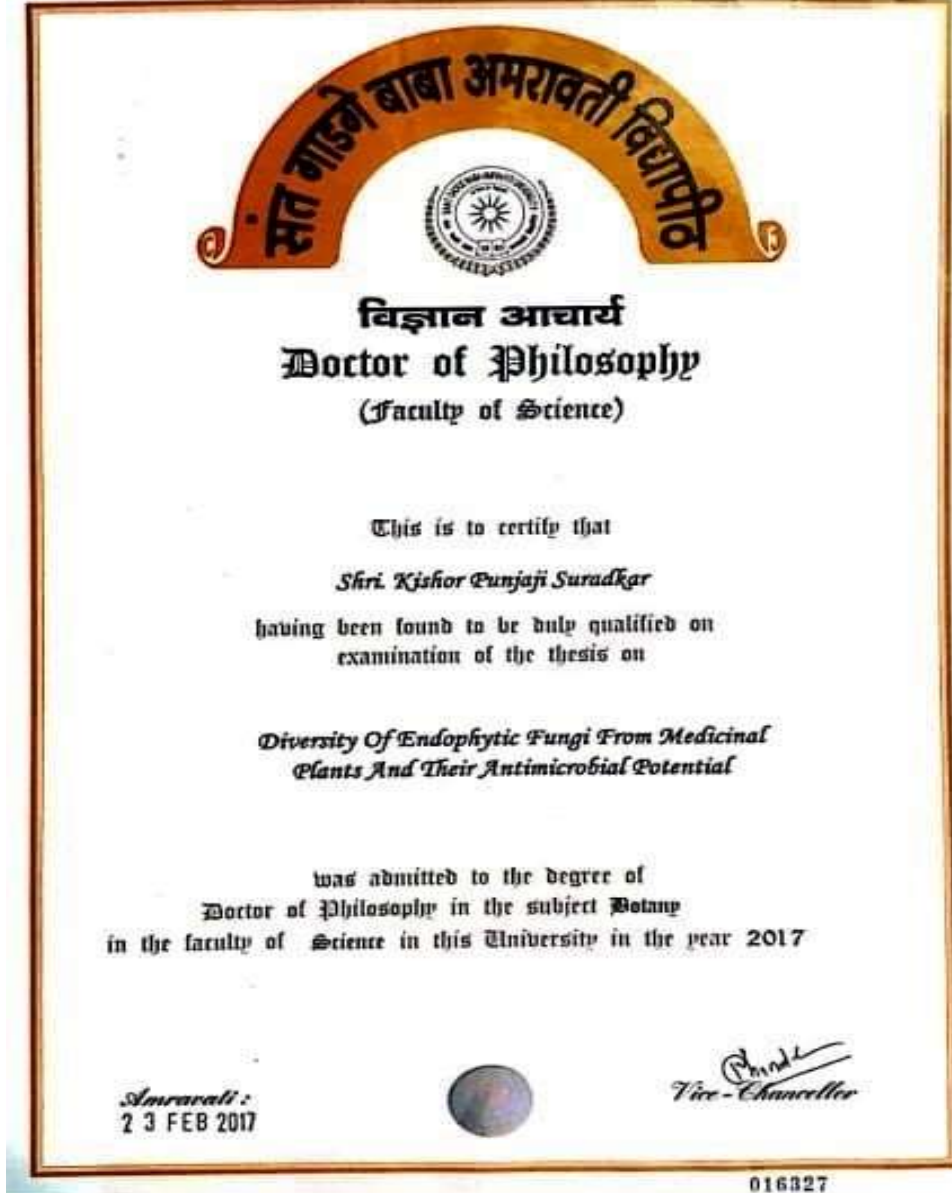 संत गाडगे बाबा अमरावती विद्यापीठ
विज्ञान आचार्य
Doctor of Philosophy
(Faculty of Science)
This is to certify that
Shri. Kishor Punjaji Suradkar
having been found to be duly qualified on
examination of the thesis on
Diversity Of Endophytic Fungi From Medicinal
Plants And Their Antimicrobial Potential
was admitted to the degree of
Doctor of Philosophy in the subject Botany
in the faculty of Science in this University in the year 2017
Amravati :
2 3 FEB 2017
Vice-Chancellor
016327